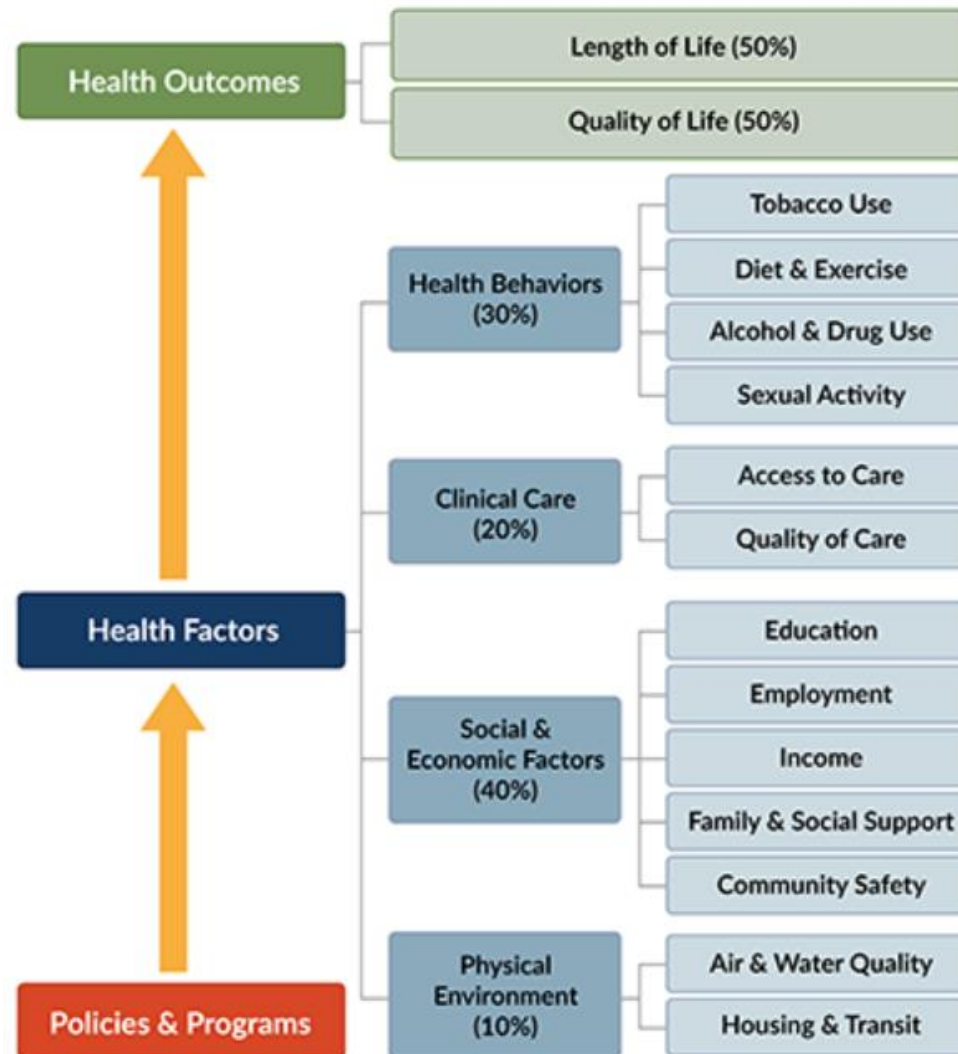 Health Outcomes
Length of Life (50%)
Quality of Life (50%)
Health Factors
Health Behaviors
(30%)
Tobacco Use
Diet & Exercise
Alcohol & Drug Use
Sexual Activity
Clinical Care
(20%)
Access to Care
Quality of Care
Social &
Economic Factors
(40%)
Education
Employment
Income
Family & Social Support
Community Safety
Physical
Environment
(10%)
Air & Water Quality
Housing & Transit
Policies & Programs